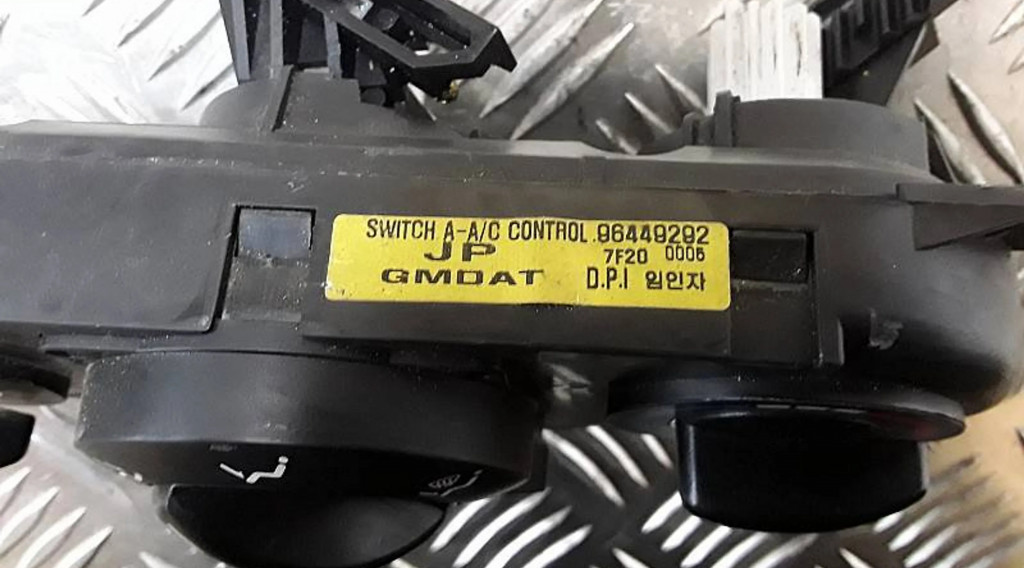 SWITCH A-A/C CONTROL 96449292
JP 7F20 0006
GMDAT D.P.I 임인자